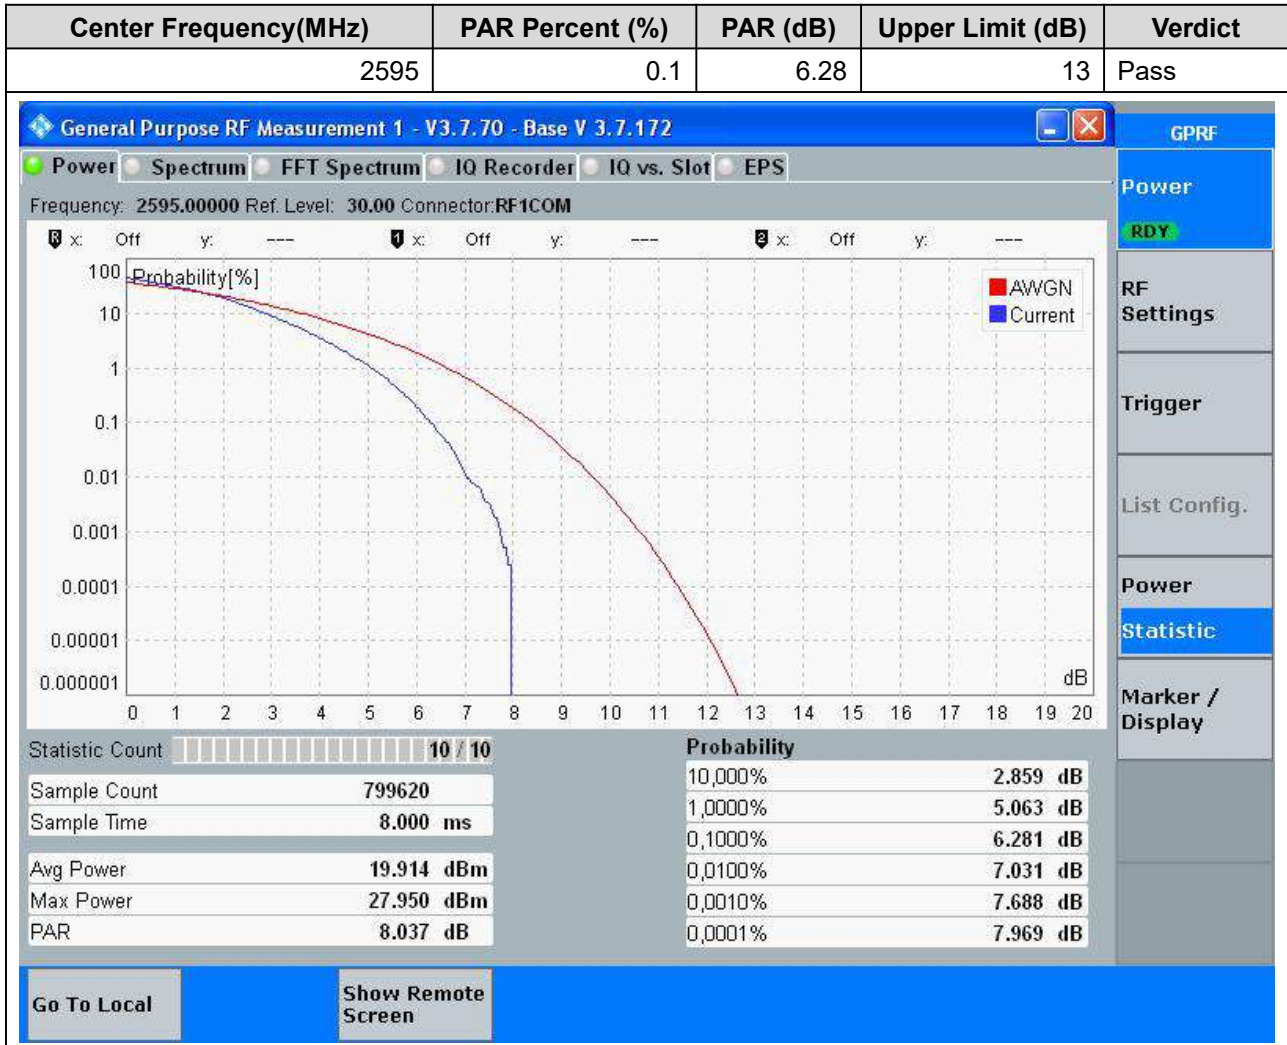 Center Frequency(MHz) PAR Percent (%) PAR (dB) Upper Limit (dB) Verdict
2595 0.1 6.28 13 Pass
General Purpose RF Measurement 1 - V3.7.70 - Base V 3.7.172
GPRF
Power Spectrum FFT Spectrum IQ Recorder IQ vs. Slot EPS
Frequency: 2595.00000 Ref. Level: 30.00 Connector:RF1COM
R x: Off y: --- 1 x: Off y: --- 2 x: Off y: ---
Probability[%]
AWGN
Current
100
10
1
0.1
0.01
0.001
0.0001
0.00001
0.000001
dB
0 1 2 3 4 5 6 7 8 9 10 11 12 13 14 15 16 17 18 19 20
Statistic Count 10 / 10
Sample Count 799620
Sample Time 8.000 ms
Avg Power 19.914 dBm
Max Power 27.950 dBm
PAR 8.037 dB
Probability
10,000% 2.859 dB
1,0000% 5.063 dB
0,1000% 6.281 dB
0,0100% 7.031 dB
0,0010% 7.688 dB
0,0001% 7.969 dB
Power
RDY
RF
Settings
Trigger
List Config.
Power
Statistic
Marker /
Display
Go To Local
Show Remote
Screen